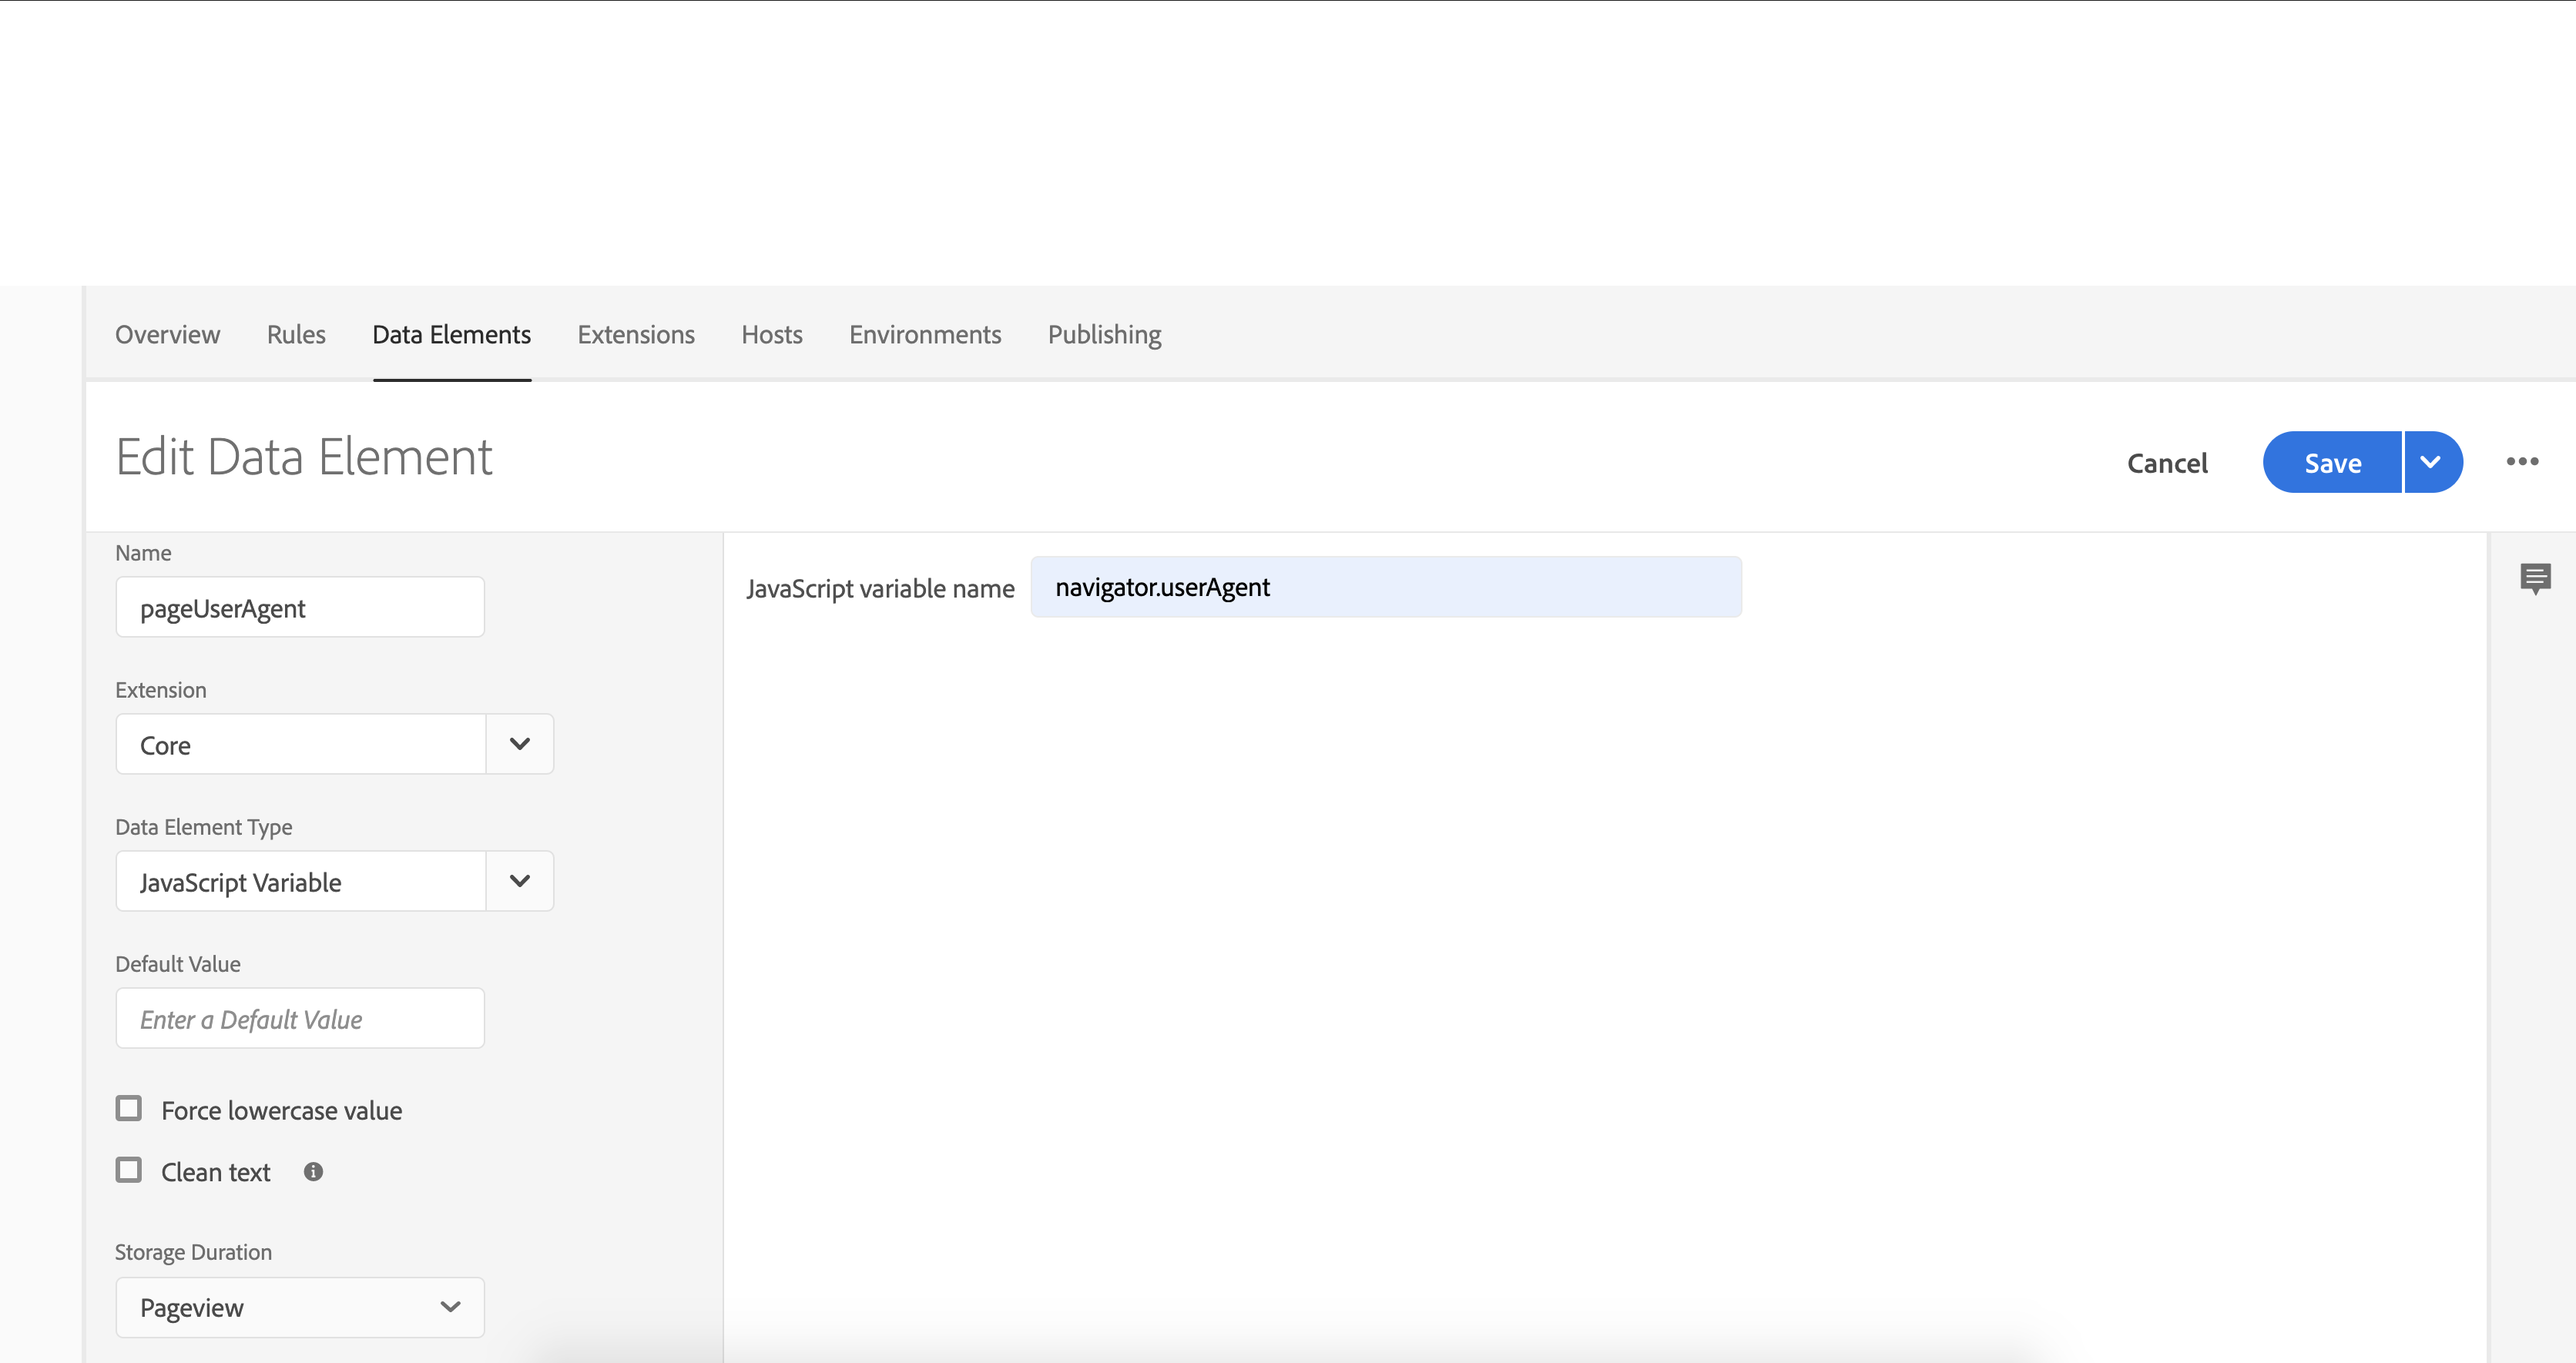 Overview Rules Data Elements Extensions Hosts Environments Publishing
Edit Data Element
Cancel
Save
Name
pageUserAgent
Extension
Core
Data Element Type
JavaScript Variable
Default Value
Enter a Default Value
Force lowercase value
Clean text
Storage Duration
Pageview
JavaScript variable name
navigator.userAgent